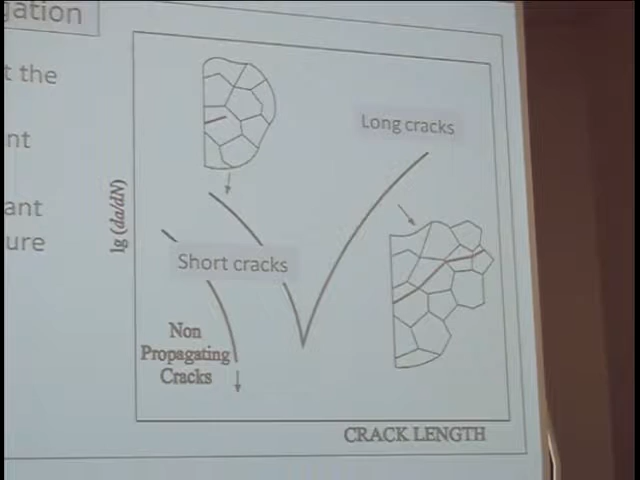 gation
t the
nt
ant
ure
Long cracks
lg (da/dN)
Short cracks
Non
Propagating
Cracks
CRACK LENGTH